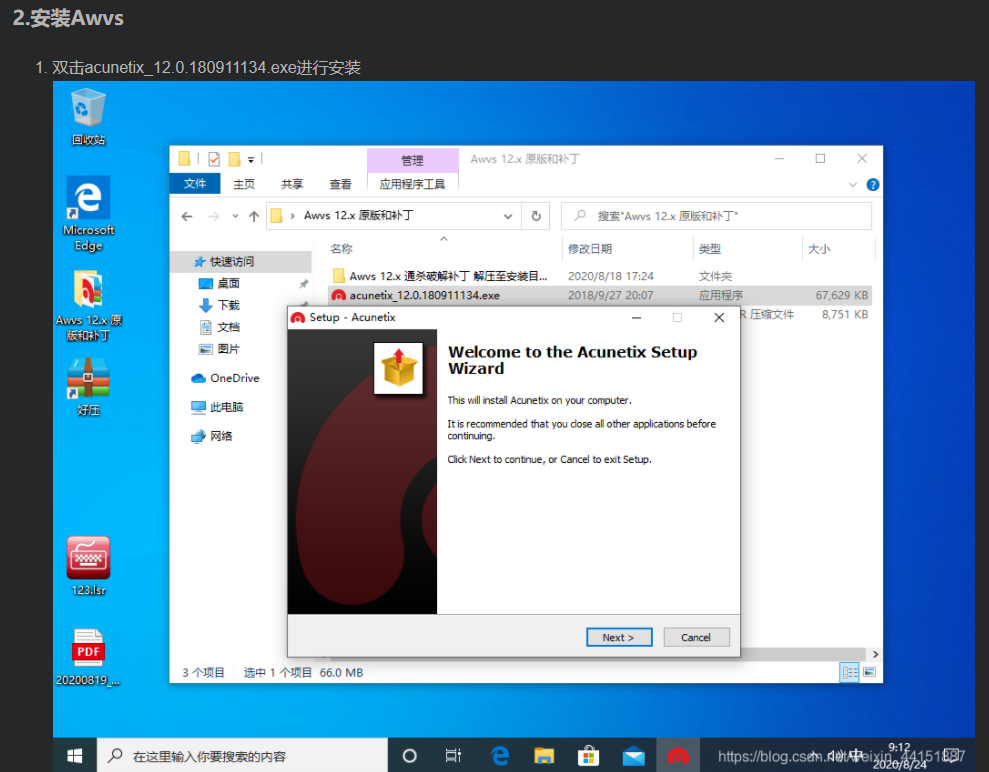 2.安装Awvs
1. 双击acunetix_12.0.180911134.exe进行安装
回收站
Microsoft
Edge
Awvs 12.x 原
版和补丁
好压
123.lsr
PDF
20200819_...
管理
Awvs 12.x 原版和补丁
文件 主页 共享 查看 应用程序工具
Awvs 12.x 原版和补丁
搜索"Awvs 12.x 原版和补丁"
名称 修改日期 类型 大小
快速访问
桌面
下载
文档
图片
OneDrive
此电脑
网络
Awvs 12.x 通杀破解补丁 解压至安装目... 2020/8/18 17:24 文件夹
acunetix_12.0.180911134.exe 2018/9/27 20:07 应用程序 67,629 KB
R 压缩文件 8,751 KB
Setup - Acunetix
Welcome to the Acunetix Setup
Wizard
This will install Acunetix on your computer.
It is recommended that you close all other applications before
continuing.
Click Next to continue, or Cancel to exit Setup.
Next >
Cancel
3 个项目 选中 1 个项目 66.0 MB
在这里输入你要搜索的内容
中
9:12
2020/8/24
https://blog.csdn.net/weixin_44151887